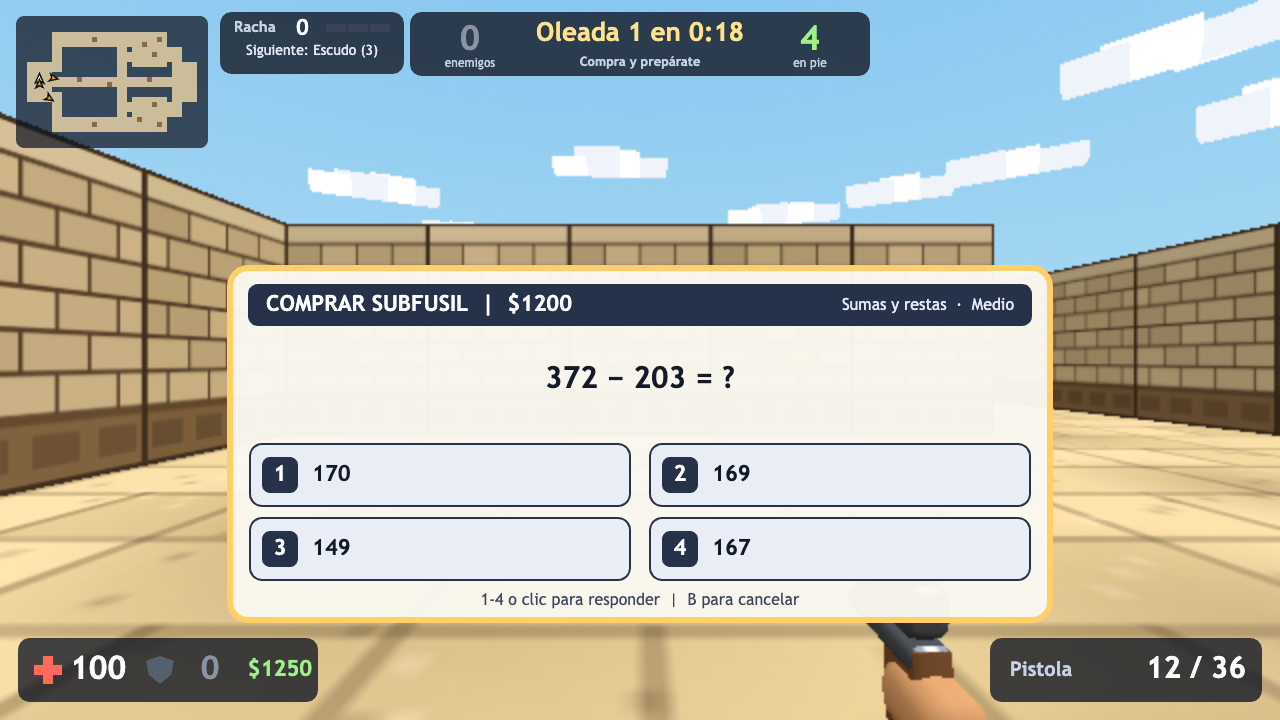 Racha 0
Siguiente: Escudo (3)
0
enemigos
Oleada 1 en 0:18
Compra y prepárate
4
en pie
COMPRAR SUBFUSIL | $1200
Sumas y restas · Medio
372 − 203 = ?
1 170
2 169
3 149
4 167
1-4 o clic para responder | B para cancelar
100
0
$1250
Pistola
12 / 36